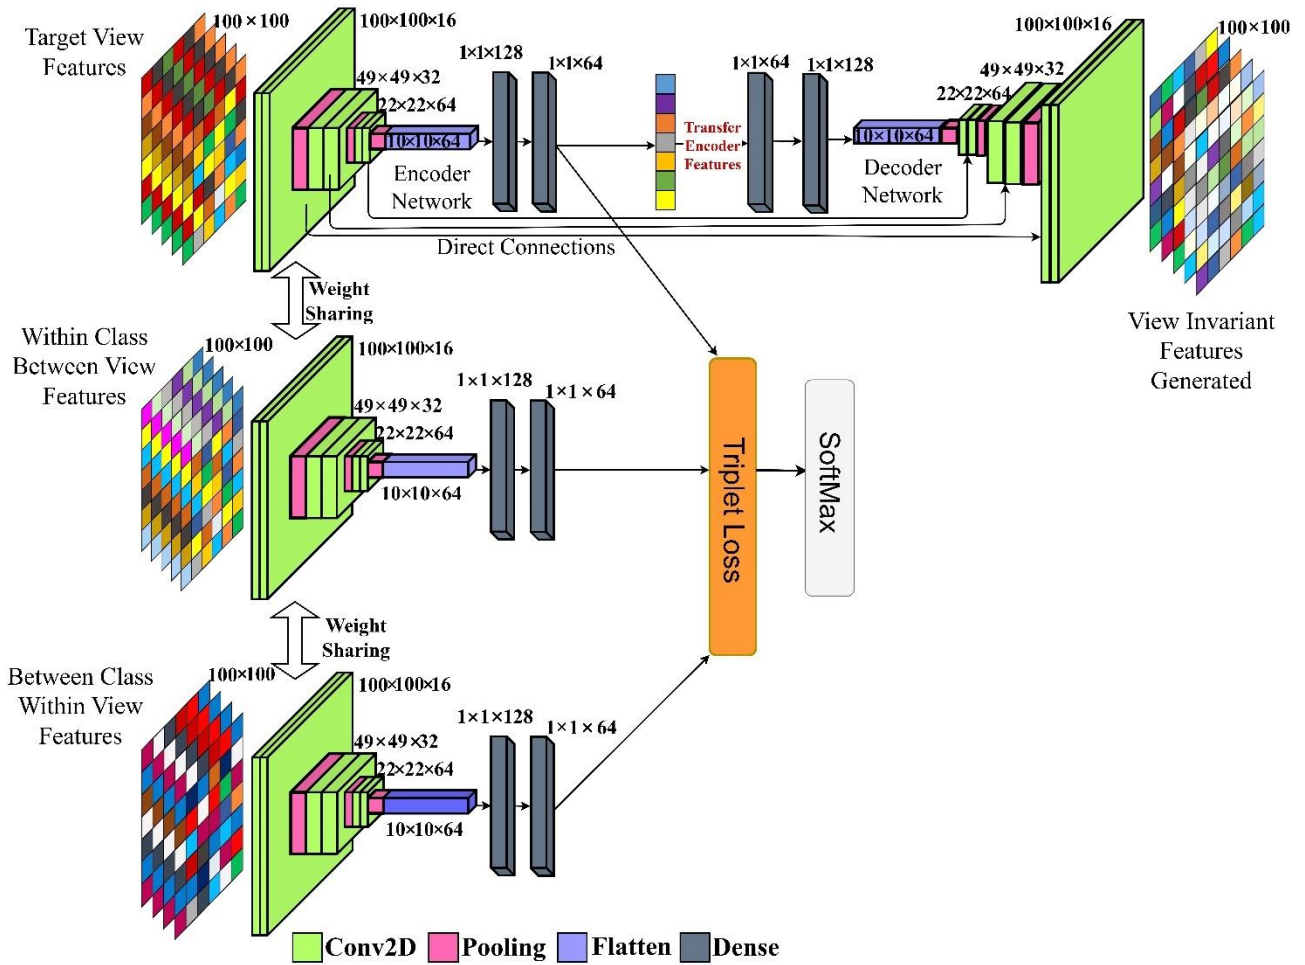 Target View
Features
100×100
100×100×16
49×49×32
22×22×64
10×10×64
Encoder
Network
1×1×128
1×1×64
Transfer
Encoder
Features
1×1×64
1×1×128
10×10×64
Decoder
Network
22×22×64
49×49×32
100×100×16
100×100
Direct Connections
View Invariant
Features
Generated
Weight
Sharing
Within Class
Between View
Features
100×100
100×100×16
49×49×32
22×22×64
10×10×64
1×1×128
1×1×64
Triplet Loss
SoftMax
Weight
Sharing
Between Class
Within View
Features
100×100
100×100×16
49×49×32
22×22×64
10×10×64
1×1×128
1×1×64
Conv2D
Pooling
Flatten
Dense